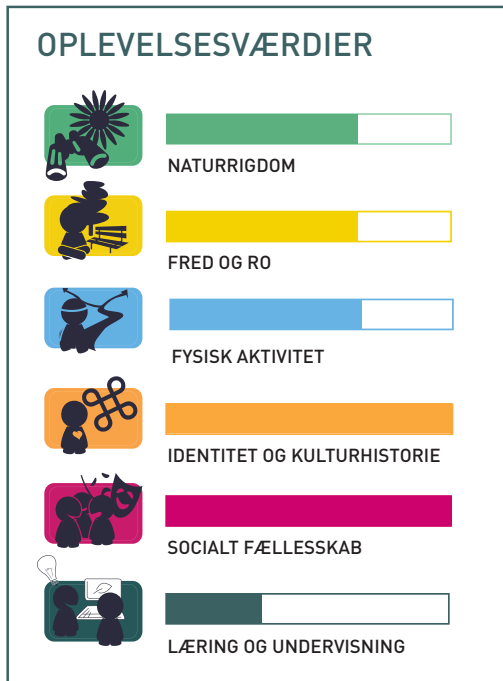 OPLEVELSESVÆRDIER
NATURRIGDOM
FRED OG RO
FYSISK AKTIVITET
IDENTITET OG KULTURHISTORIE
SOCIALT FÆLLESSKAB
LÆRING OG UNDERVISNING